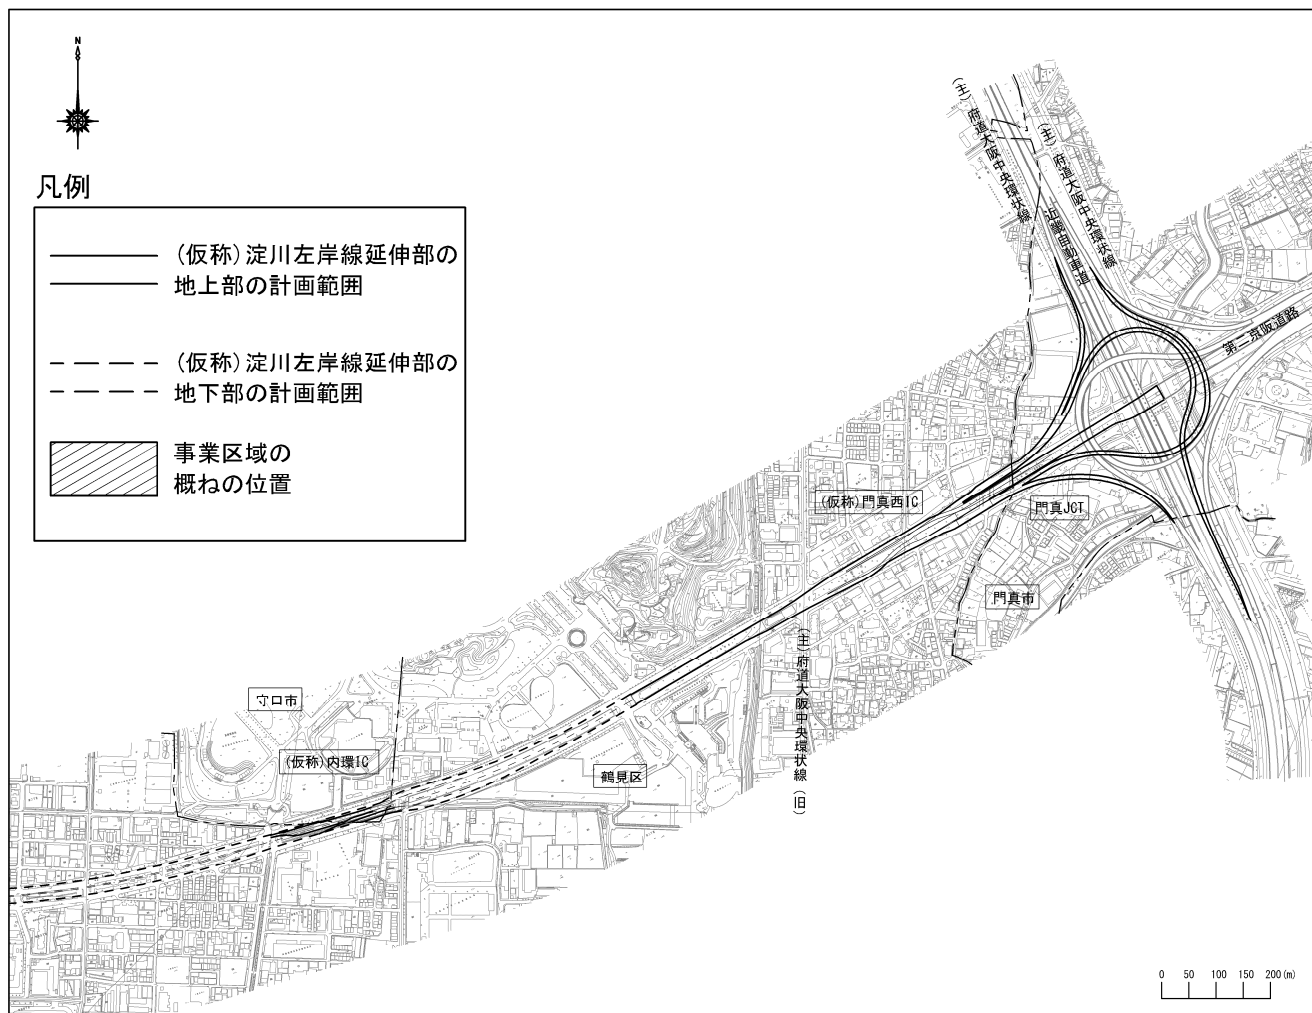 N
凡例
(仮称)淀川左岸線延伸部の
地上部の計画範囲
(仮称)淀川左岸線延伸部の
地下部の計画範囲
事業区域の
概ねの位置
(主)府道大阪中央環状線
(主)府道大阪中央環状線
近畿自動車道
第二京阪道路
(仮称)門真西IC
門真JCT
門真市
(主)府道大阪中央環状線(旧)
守口市
(仮称)内環IC
鶴見区
0 50 100 150 200(m)